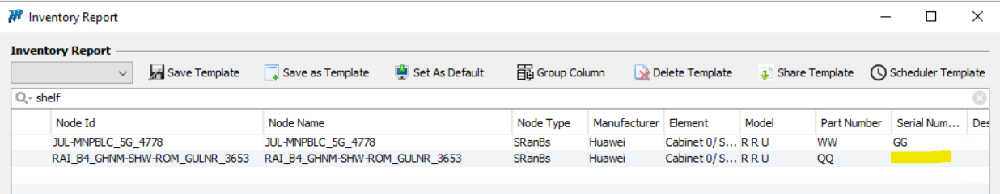 Inventory Report
Inventory Report
Save Template Save as Template Set As Default Group Column Delete Template Share Template Scheduler Template
shelf
Node Id Node Name Node Type Manufacturer Element Model Part Number Serial Num... Des
JUL-MNPBLC_5G_4778 JUL-MNPBLC_5G_4778 SRanBs Huawei Cabinet 0/ S... R R U WW GG
RAI_B4_GHNM-SHW-ROM_GULNR_3653 RAI_B4_GHNM-SHW-ROM_GULNR_3653 SRanBs Huawei Cabinet 0/ S... R R U QQ